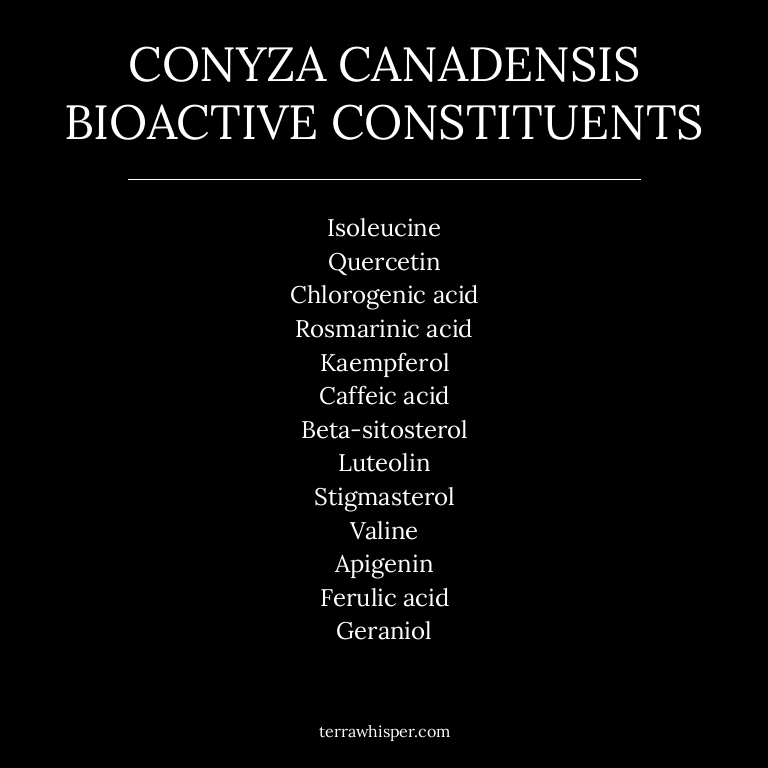 CONYZA CANADENSIS
BIOACTIVE CONSTITUENTS
Isoleucine
Quercetin
Chlorogenic acid
Rosmarinic acid
Kaempferol
Caffeic acid
Beta-sitosterol
Luteolin
Stigmasterol
Valine
Apigenin
Ferulic acid
Geraniol
terrawhisper.com